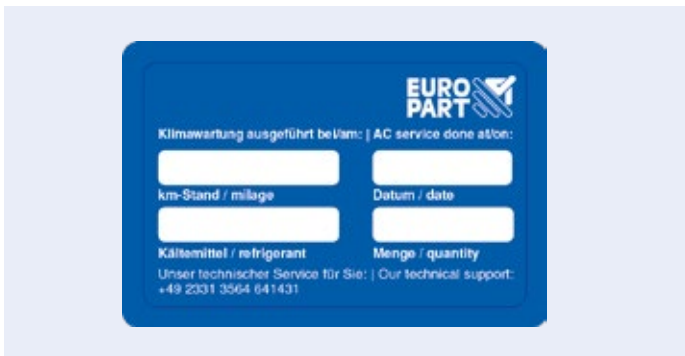 EURO
PART
Klimawartung ausgeführt bei/am: | AC service done at/on:
km-Stand / milage Datum / date
Kältemittel / refrigerant Menge / quantity
Unser technischer Service für Sie: | Our technical support:
+49 2331 3564 641431